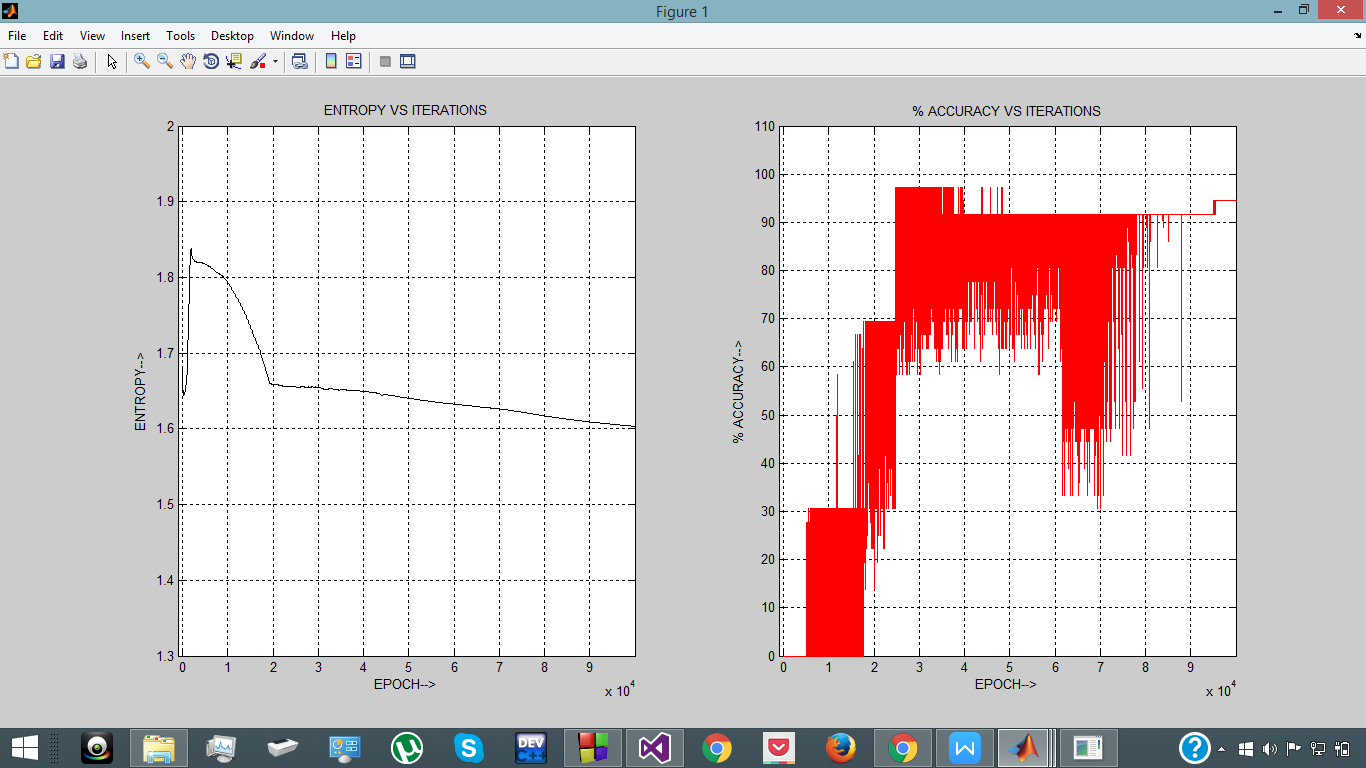 Figure 1
File Edit View Insert Tools Desktop Window Help
ENTROPY VS ITERATIONS
2
1.9
1.8
1.7
1.6
1.5
1.4
1.3
ENTROPY-->
0 1 2 3 4 5 6 7 8 9
EPOCH-->
x 10^4
% ACCURACY VS ITERATIONS
110
100
90
80
70
60
50
40
30
20
10
0
% ACCURACY-->
0 1 2 3 4 5 6 7 8 9
EPOCH-->
x 10^4
DEV
C++